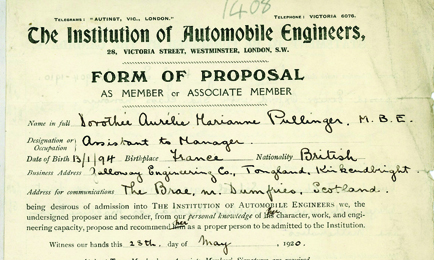 1408
Telegrams: "AUTINST, VIC., LONDON." Telephone: VICTORIA 6076.
The Institution of Automobile Engineers,
28, VICTORIA STREET, WESTMINSTER, LONDON, S.W.
FORM OF PROPOSAL
AS MEMBER or ASSOCIATE MEMBER
Name in full Dorothée Aurélie Marianne Pullinger, M.B.E.
Designation or Occupation Assistant to Manager.
Date of Birth 13/1/94 Birthplace France Nationality British
Business Address Galloway Engineering Co., Tongland, Kirkcudbright.
Address for communications The Brae, nr. Dumfries, Scotland.
being desirous of admission into THE INSTITUTION OF AUTOMOBILE ENGINEERS we, the
undersigned proposer and seconder, from our personal knowledge of her character, work, and engi-
neering capacity, propose and recommend her as a proper person to be admitted to the Institution.
Witness our hands this 28th. day of May, 1920.